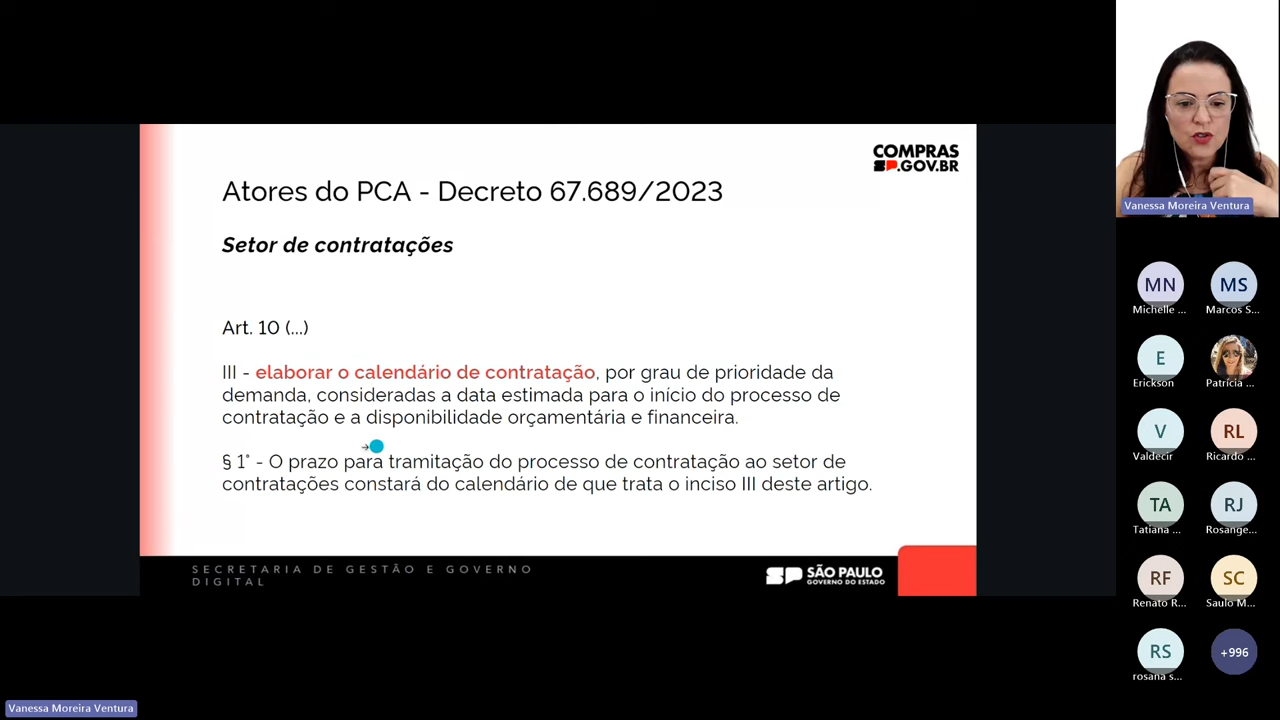 COMPRAS
SP.GOV.BR
Atores do PCA - Decreto 67.689/2023
Setor de contratações
Art. 10 (...)
III - elaborar o calendário de contratação, por grau de prioridade da
demanda, consideradas a data estimada para o início do processo de
contratação e a disponibilidade orçamentária e financeira.
§ 1° - O prazo para tramitação do processo de contratação ao setor de
contratações constará do calendário de que trata o inciso III deste artigo.
SECRETARIA DE GESTÃO E GOVERNO
DIGITAL
SP SÃO PAULO
GOVERNO DO ESTADO
Vanessa Moreira Ventura
MN
MS
Michelle ...
Marcos S...
E
Erickson
Patrícia ...
V
RL
Valdecir
Ricardo ...
TA
RJ
Tatiana ...
Rosange...
RF
SC
Renato R...
Saulo M...
RS
+996
rosana s...
Vanessa Moreira Ventura